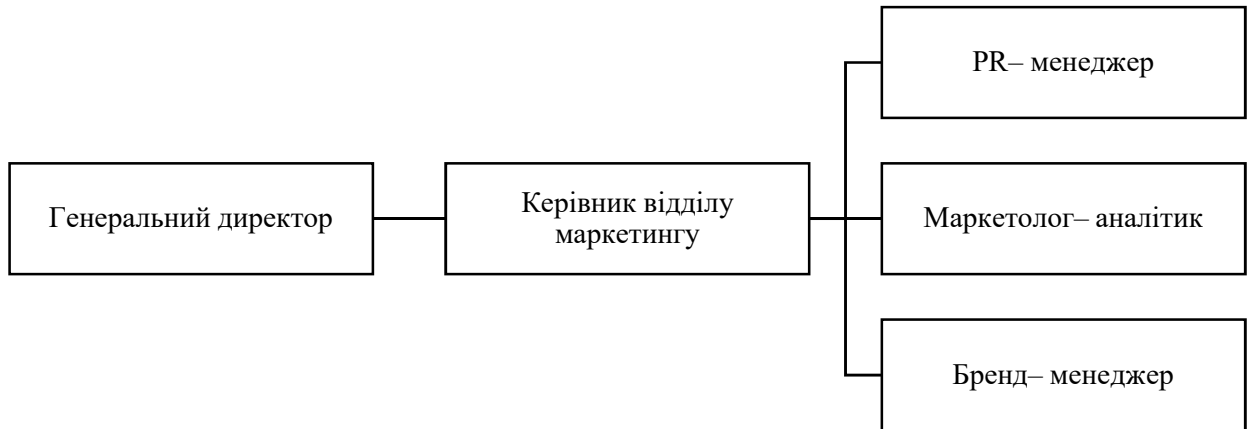 Генеральний директор
Керівник відділу
маркетингу
PR– менеджер
Маркетолог– аналітик
Бренд– менеджер